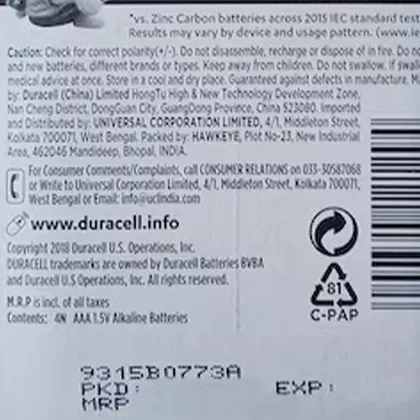 *vs. Zinc Carbon batteries across 2015 IEC standard
Results may vary by device and usage pattern. (www.
Caution: Check for correct polarity(+/-). Do not disassemble, recharge or dispose of in fire. Do
and new batteries, different brands or types. Keep away from children. Do not swallow, if
medical advice at once. Store in a cool and dry place. Guaranteed against defects in manufacture.
by: Duracell (China) Limited HongTu High & New Technology Development Zone,
Nan Cheng District, DongGuan City, GuangDong Province, China 523080. Imported
and Distributed by: UNIVERSAL CORPORATION LIMITED, 4/1, Middleton Street,
Kolkata 700071, West Bengal. Packed by: HAWKEYE, Plot No-23, New Industrial
Area, 462046 Mandideep, Bhopal, INDIA.
For Consumer Comments/Complaints, call CONSUMER RELATIONS on 033-30587068
or Write to Universal Corporation Limited, 4/1, Middleton Street, Kolkata 700071,
West Bengal or Email: info@uclindia.com
www.duracell.info
Copyright 2018 Duracell U.S. Operations, Inc.
DURACELL trademarks are owned by Duracell Batteries BVBA
and Duracell U.S Operations, Inc. All rights reserved.
81
C-PAP
M.R.P is incl. of all taxes
Contents: 4N AAA 1.5V Alkaline Batteries
9315B0773A
PKD: EXP:
MRP